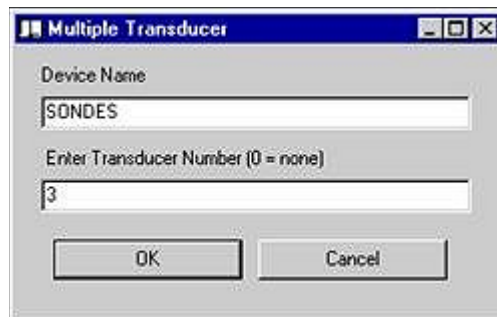 Multiple Transducer
Device Name
SONDES
Enter Transducer Number (0 = none)
3
OK Cancel